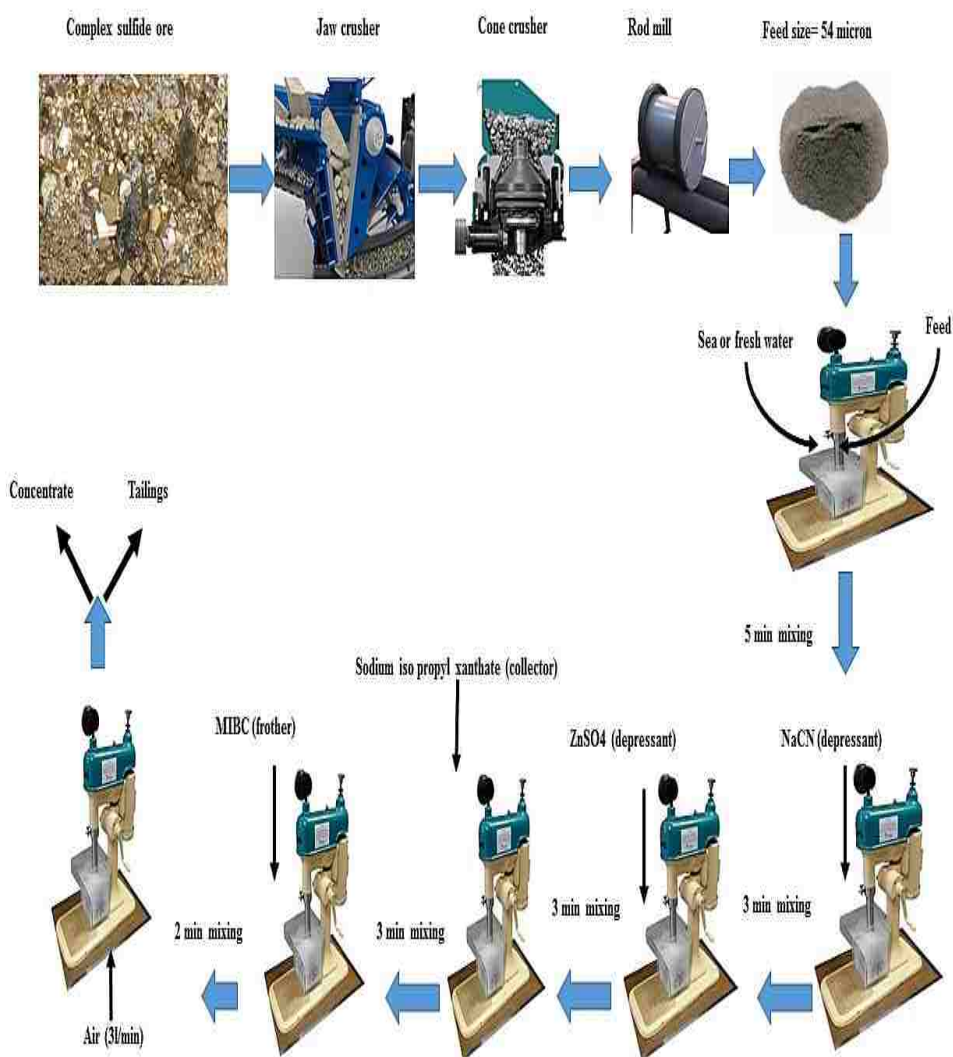 Complex sulfide ore
Jaw crusher
Cone crusher
Rod mill
Feed size= 54 micron
Sea or fresh water
Feed
5 min mixing
NaCN (depressant)
3 min mixing
ZnSO4 (depressant)
3 min mixing
Sodium iso propyl xanthate (collector)
3 min mixing
MIBC (frother)
2 min mixing
Air (3l/min)
Concentrate
Tailings